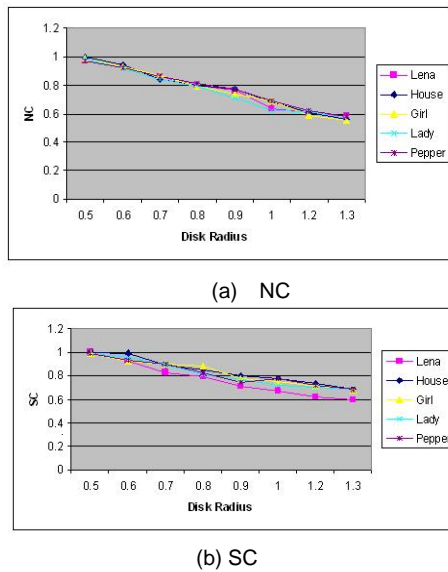 1.2
1
0.8
0.6
0.4
0.2
0
NC
0.5 0.6 0.7 0.8 0.9 1 1.2 1.3
Disk Radius
Lena
House
Girl
Lady
Pepper
(a) NC
1.2
1
0.8
0.6
0.4
0.2
0
SC
0.5 0.6 0.7 0.8 0.9 1 1.2 1.3
Disk Radius
Lena
House
Girl
Lady
Pepper
(b) SC